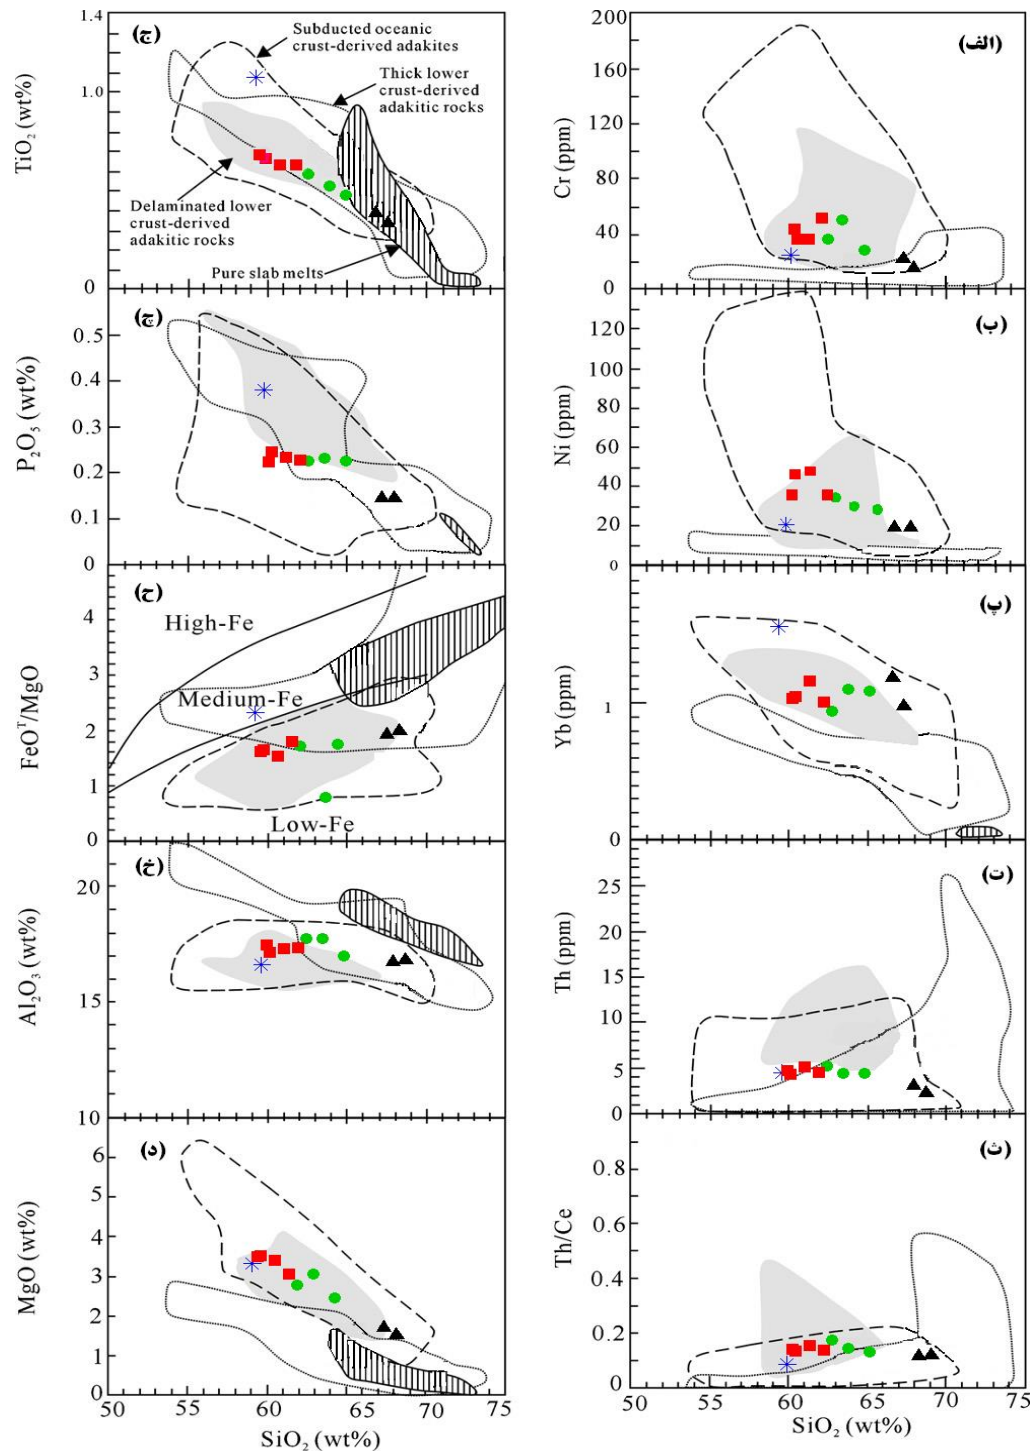 (ج)
TiO₂ (wt%)
1.4
1.0
0
Subducted oceanic
crust-derived adakites
Thick lower
crust-derived
adakitic rocks
Delaminated lower
crust-derived
adakitic rocks
Pure slab melts
(چ)
P₂O₅ (wt%)
0.5
0.4
0.3
0.2
0.1
0
(ح)
FeOᵀ/MgO
4
3
2
1
0
High-Fe
Medium-Fe
Low-Fe
(خ)
Al₂O₃ (wt%)
20
15
10
(د)
MgO (wt%)
6
5
4
3
2
1
0
50 55 60 65 70 75
SiO₂ (wt%)
(الف)
Cr (ppm)
200
160
120
80
40
0
(ب)
Ni (ppm)
120
100
80
60
40
20
0
(پ)
Yb (ppm)
1
0
50 55 60 65 70 75
(ت)
Th (ppm)
25
20
15
10
5
0
(ث)
Th/Ce
0.8
0.6
0.4
0.2
0
50 55 60 65 70 75
SiO₂ (wt%)